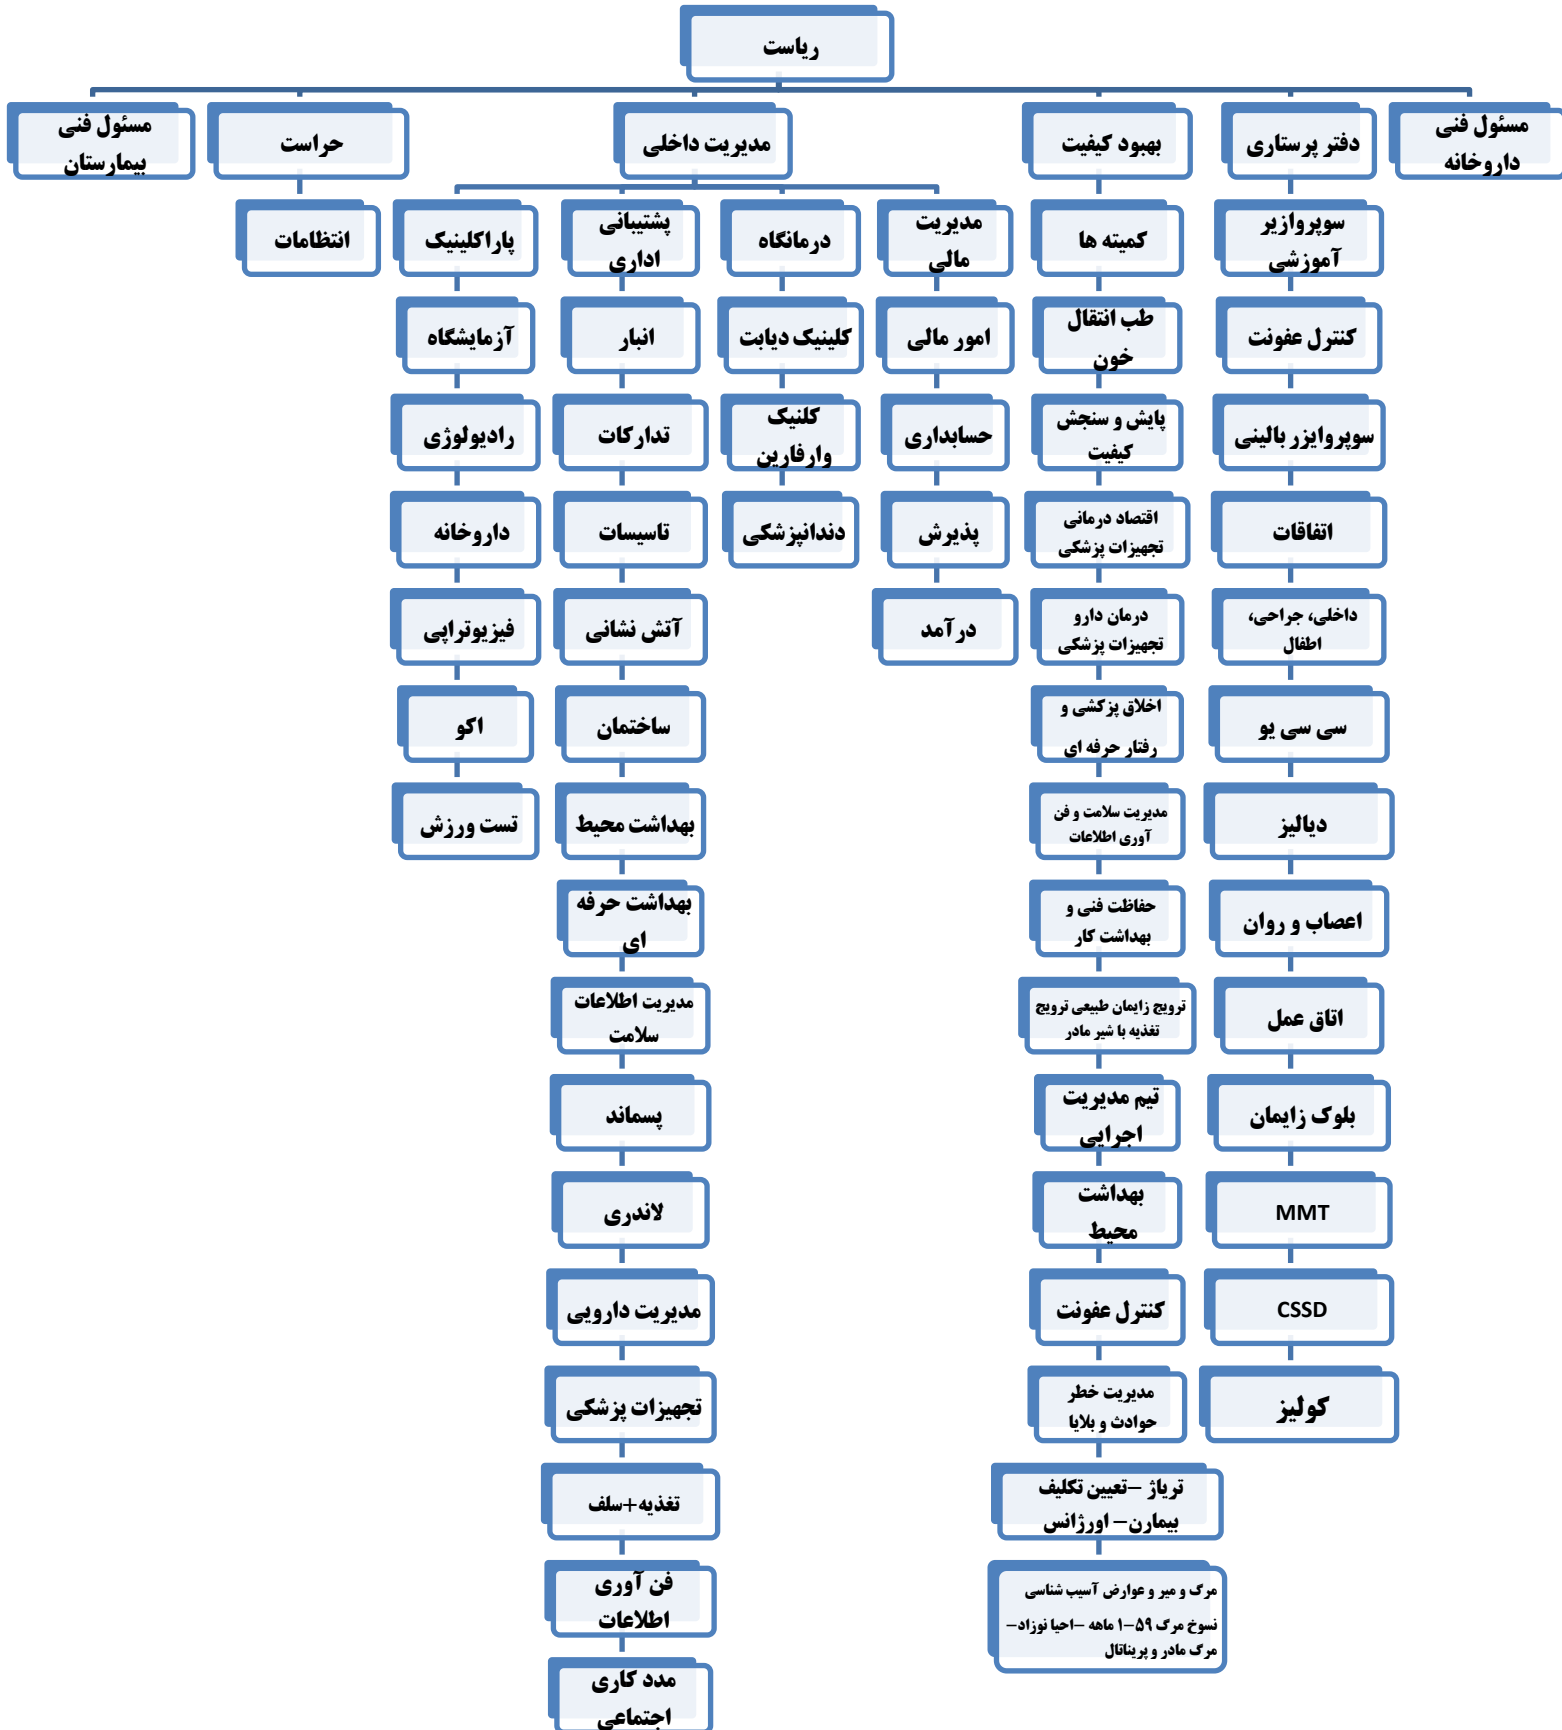 ریاست
مسئول فنی
داروخانه
دفتر پرستاری
بهبود کیفیت
مدیریت داخلی
حراست
مسئول فنی
بیمارستان
سوپروازیر
آموزشی
کنترل عفونت
سوپروایزر بالینی
اتفاقات
داخلی، جراحی،
اطفال
سی سی یو
دیالیز
اعصاب و روان
اتاق عمل
بلوک زایمان
MMT
CSSD
کولیز
کمیته ها
طب انتقال
خون
پایش و سنجش
کیفیت
اقتصاد درمانی
تجهیزات پزشکی
درمان دارو
تجهیزات پزشکی
اخلاق پزکشی و
رفتار حرفه ای
مدیریت سلامت و فن
آوری اطلاعات
حفاظت فنی و
بهداشت کار
ترویج زایمان طبیعی ترویج
تغذیه با شیر مادر
تیم مدیریت
اجرایی
بهداشت
محیط
کنترل عفونت
مدیریت خطر
حوادث و بلایا
تریاژ –تعیین تکلیف
بیمارن– اورژانس
مرگ و میر و عوارض آسیب شناسی
نسوخ مرگ ۵۹–۱ ماهه –احیا نوزاد–
مرگ مادر و پریناتال
مدیریت
مالی
امور مالی
حسابداری
پذیرش
درآمد
درمانگاه
کلینیک دیابت
کلنیک
وارفارین
دندانپزشکی
پشتیبانی
اداری
انبار
تدارکات
تاسیسات
آتش نشانی
ساختمان
بهداشت محیط
بهداشت حرفه
ای
مدیریت اطلاعات
سلامت
پسماند
لاندری
مدیریت دارویی
تجهیزات پزشکی
تغذیه+سلف
فن آوری
اطلاعات
مدد کاری
اجتماعی
پاراکلینیک
آزمایشگاه
رادیولوژی
داروخانه
فیزیوتراپی
اکو
تست ورزش
انتظامات